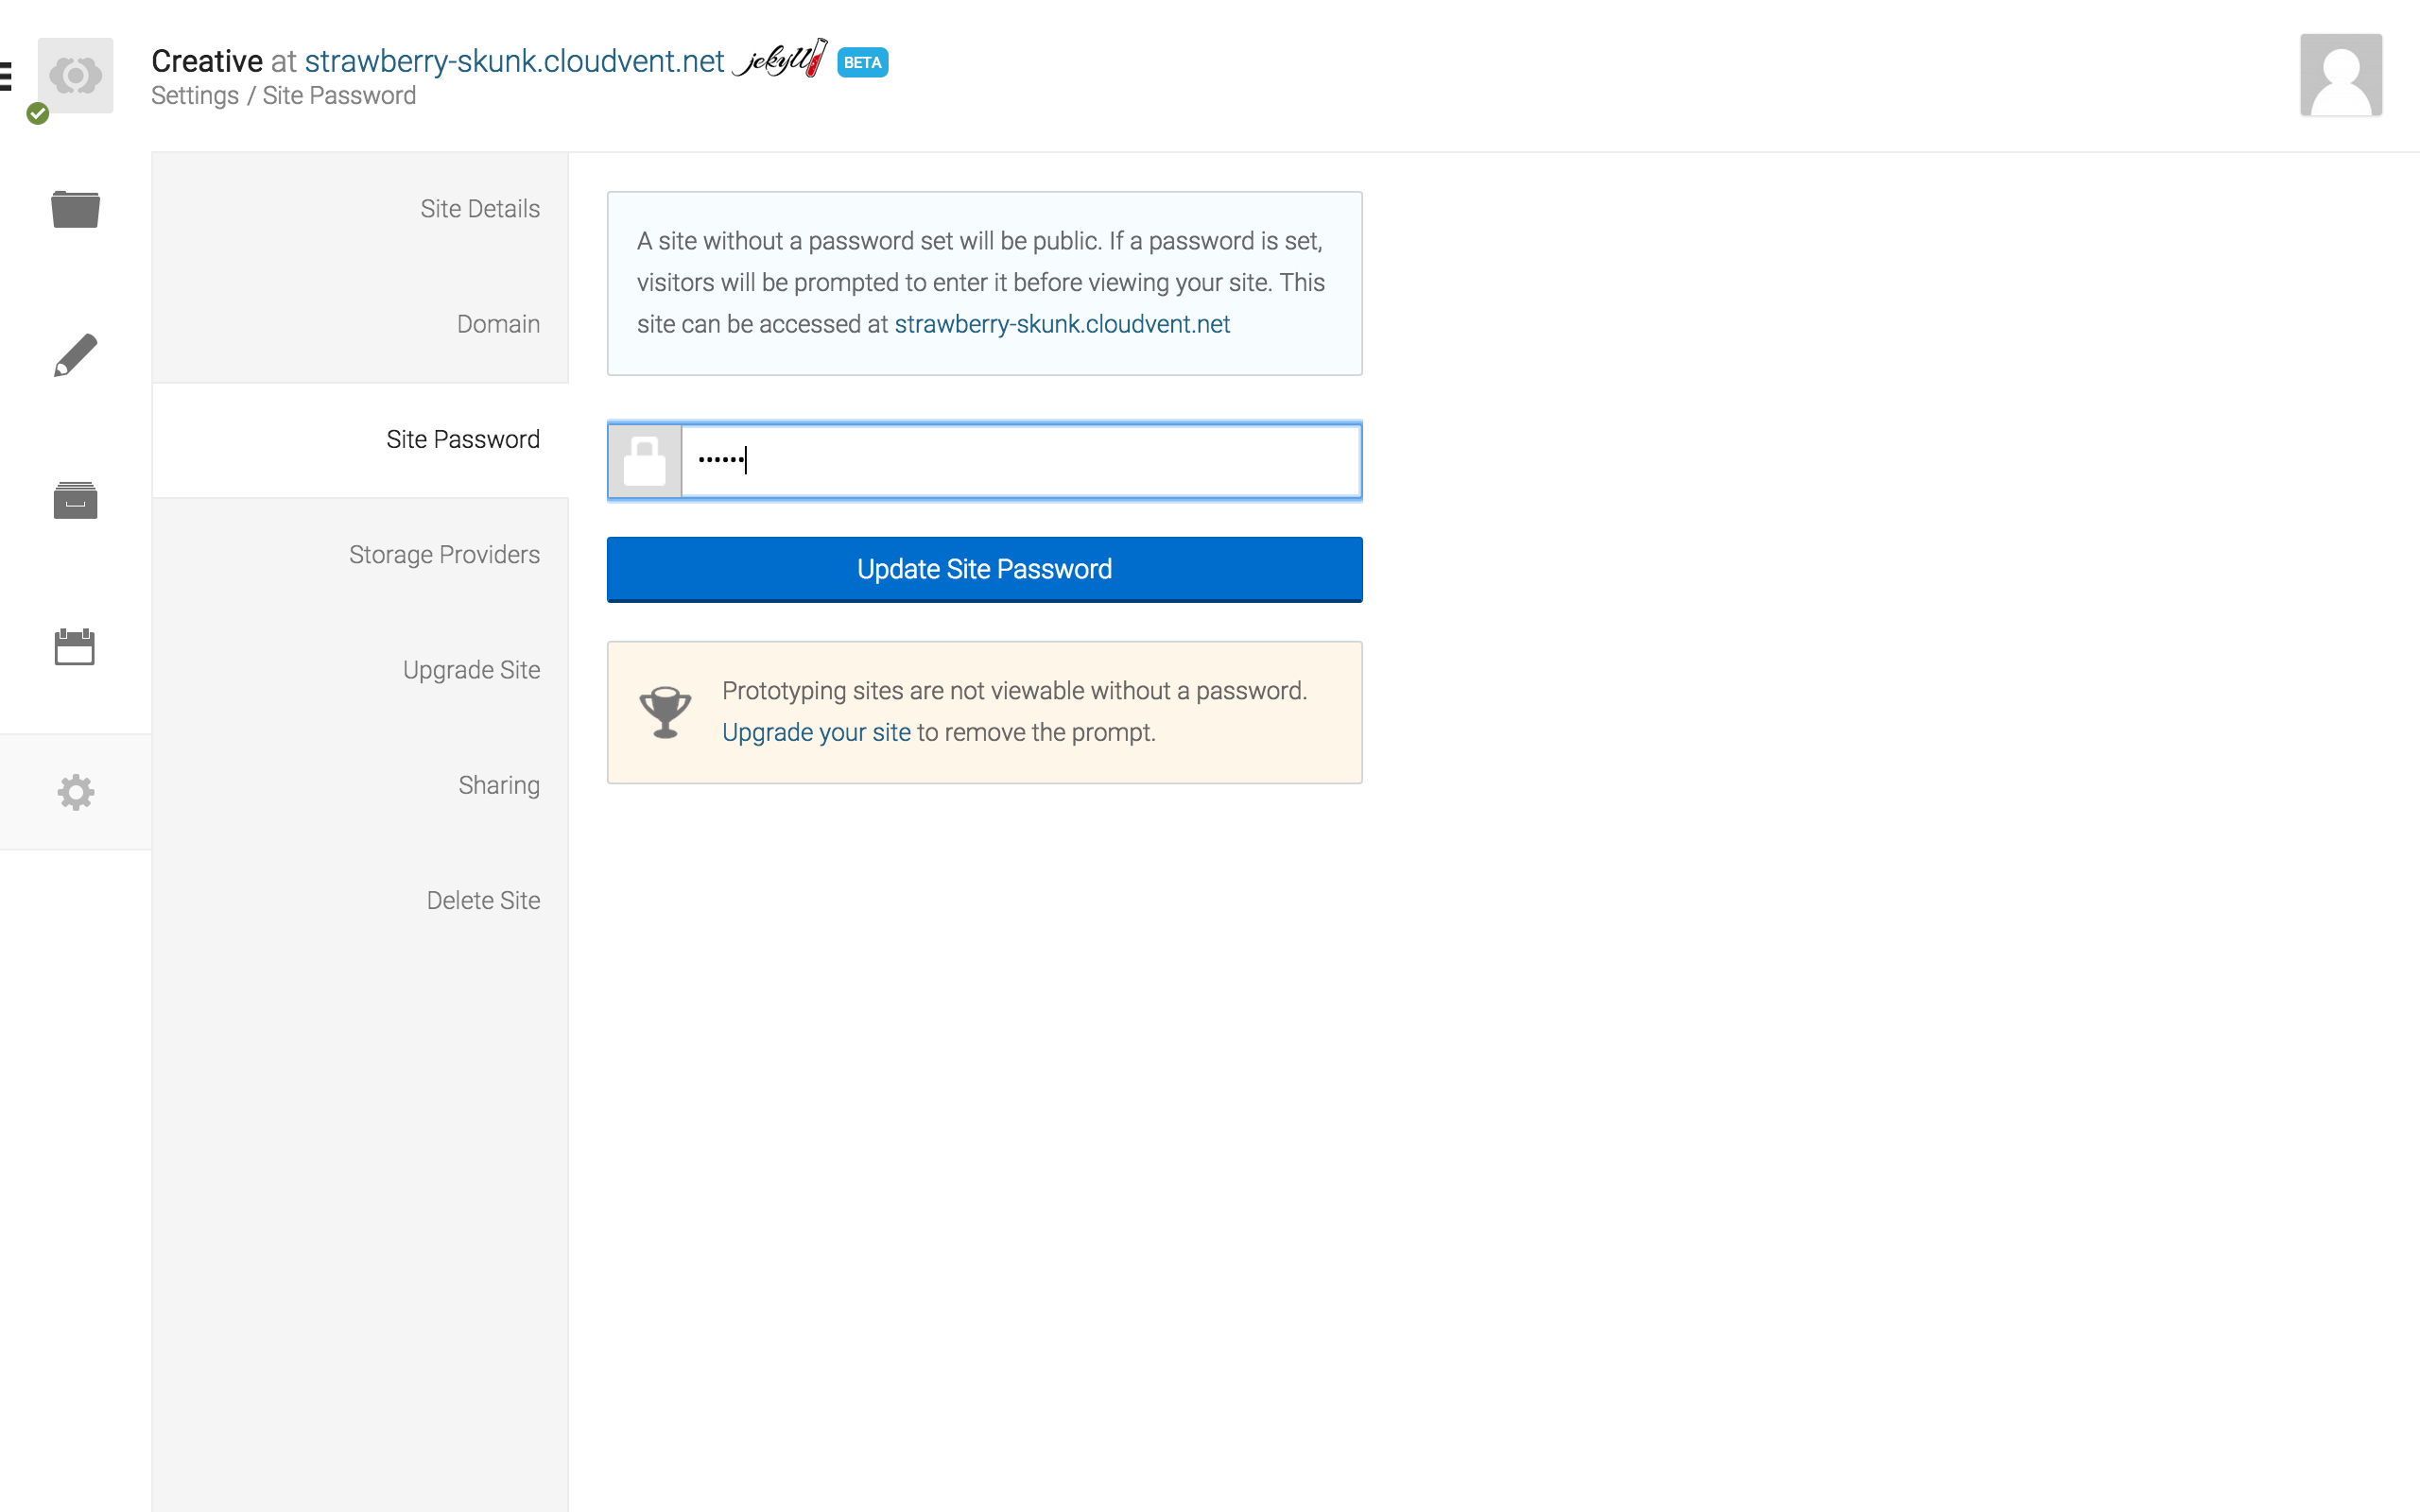 Creative at strawberry-skunk.cloudvent.net jekyll BETA
Settings / Site Password
Site Details
Domain
Site Password
Storage Providers
Upgrade Site
Sharing
Delete Site
A site without a password set will be public. If a password is set,
visitors will be prompted to enter it before viewing your site. This
site can be accessed at strawberry-skunk.cloudvent.net
••••••
Update Site Password
Prototyping sites are not viewable without a password.
Upgrade your site to remove the prompt.